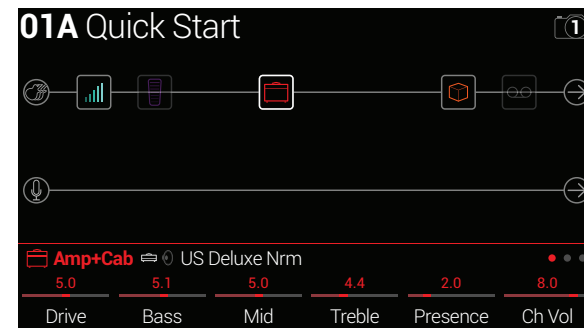 01A Quick Start 1
Amp+Cab US Deluxe Nrm
5.0 5.1 5.0 4.4 2.0 8.0
Drive Bass Mid Treble Presence Ch Vol